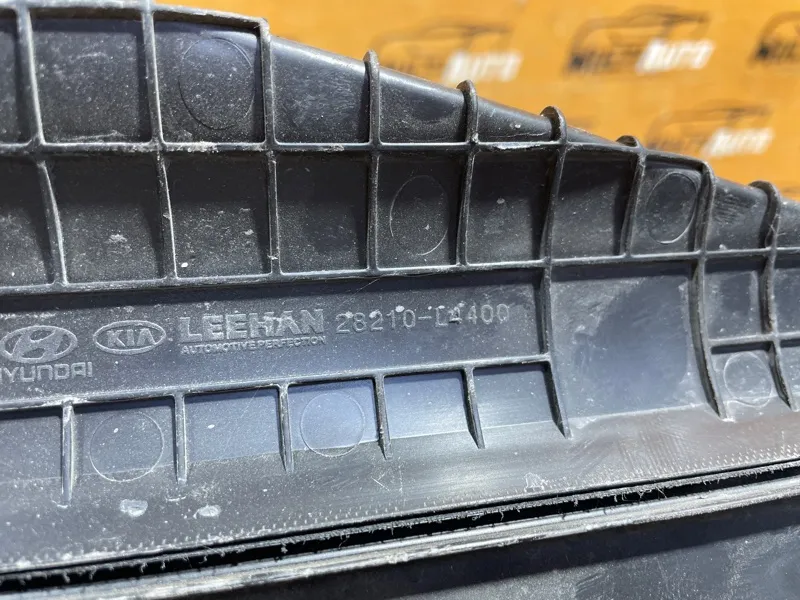 HYUNDAI
KIA
LEEHAN
AUTOMOTIVE PERFECTION
28210-L4400